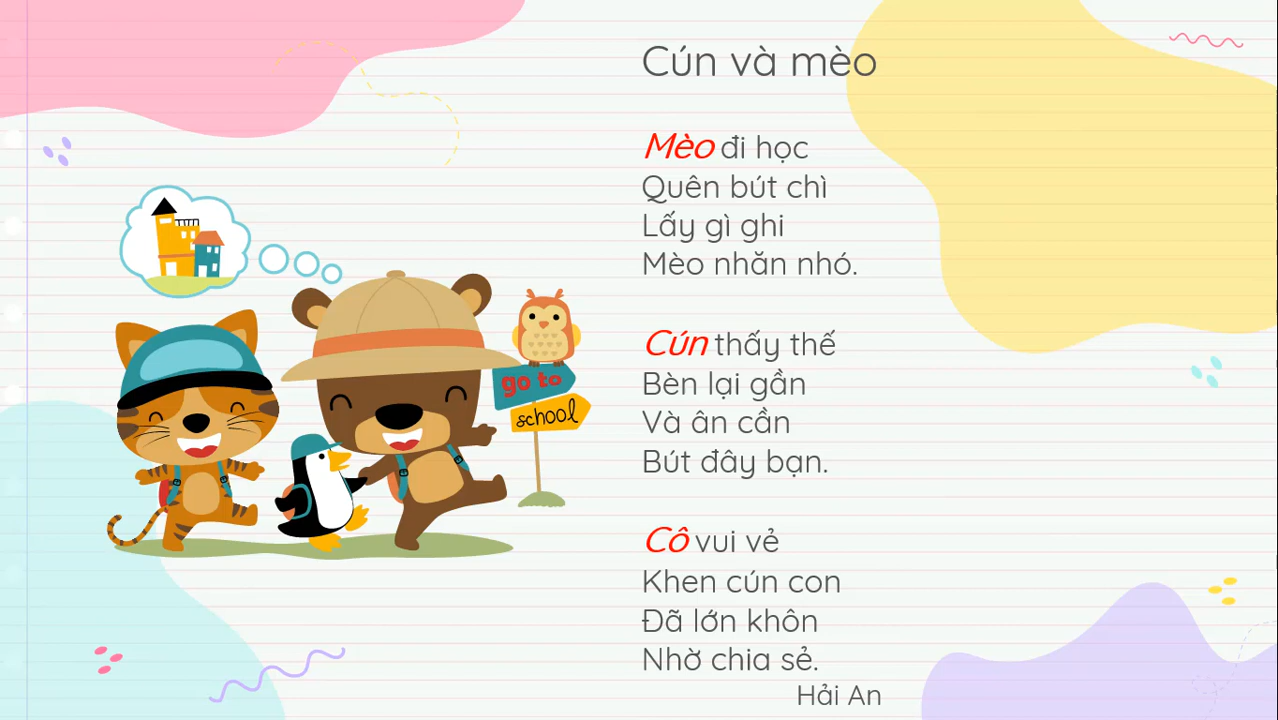 Cún và mèo
Mèo đi học
Quên bút chì
Lấy gì ghi
Mèo nhăn nhó.
Cún thấy thế
Bèn lại gần
Và ân cần
Bút đây bạn.
Cô vui vẻ
Khen cún con
Đã lớn khôn
Nhờ chia sẻ.
Hải An
go to
school